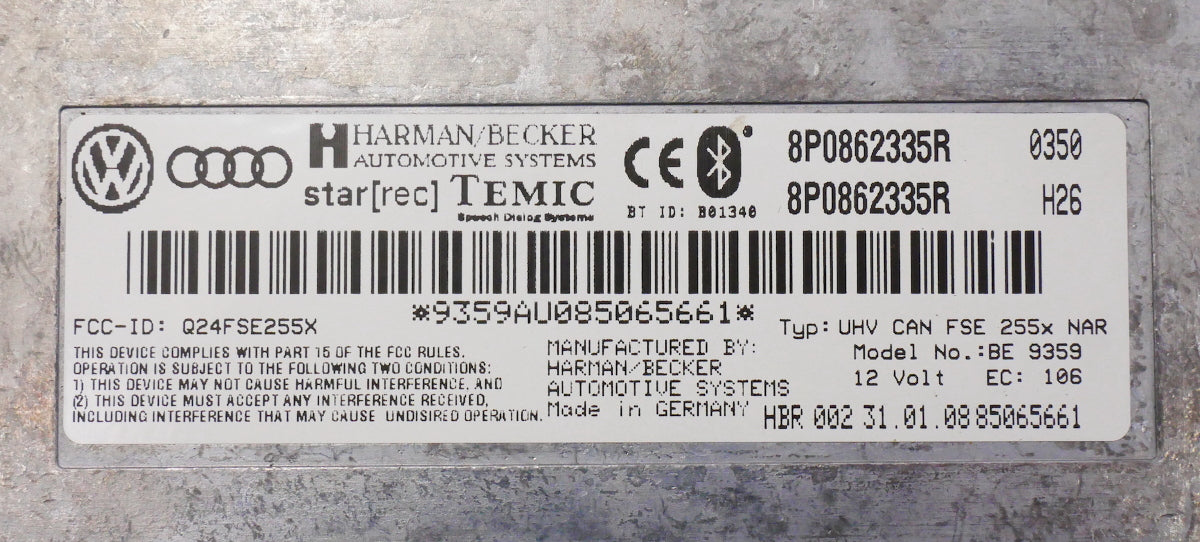 HARMAN/BECKER
AUTOMOTIVE SYSTEMS
star[rec] TEMIC
Speech Dialog Systems
BT ID: B01340
8P0862335R 0350
8P0862335R H26
*9359AU085065661*
FCC-ID: Q24FSE255X
THIS DEVICE COMPLIES WITH PART 15 OF THE FCC RULES.
OPERATION IS SUBJECT TO THE FOLLOWING TWO CONDITIONS:
1) THIS DEVICE MAY NOT CAUSE HARMFUL INTERFERENCE, AND
(2) THIS DEVICE MUST ACCEPT ANY INTERFERENCE RECEIVED,
INCLUDING INTERFERENCE THAT MAY CAUSE UNDISIRED OPERATION.
MANUFACTURED BY:
HARMAN/BECKER
AUTOMOTIVE SYSTEMS
Made in GERMANY
Typ: UHV CAN FSE 255x NAR
Model No.: BE 9359
12 Volt EC: 106
HBR 002 31.01.08 85065661